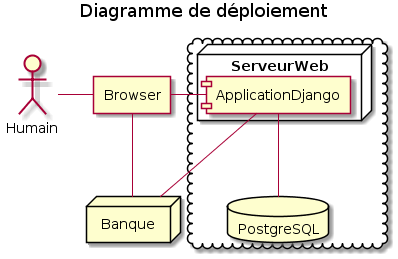 Diagramme de déploiement
ServeurWeb
Browser
ApplicationDjango
Humain
Banque
PostgreSQL